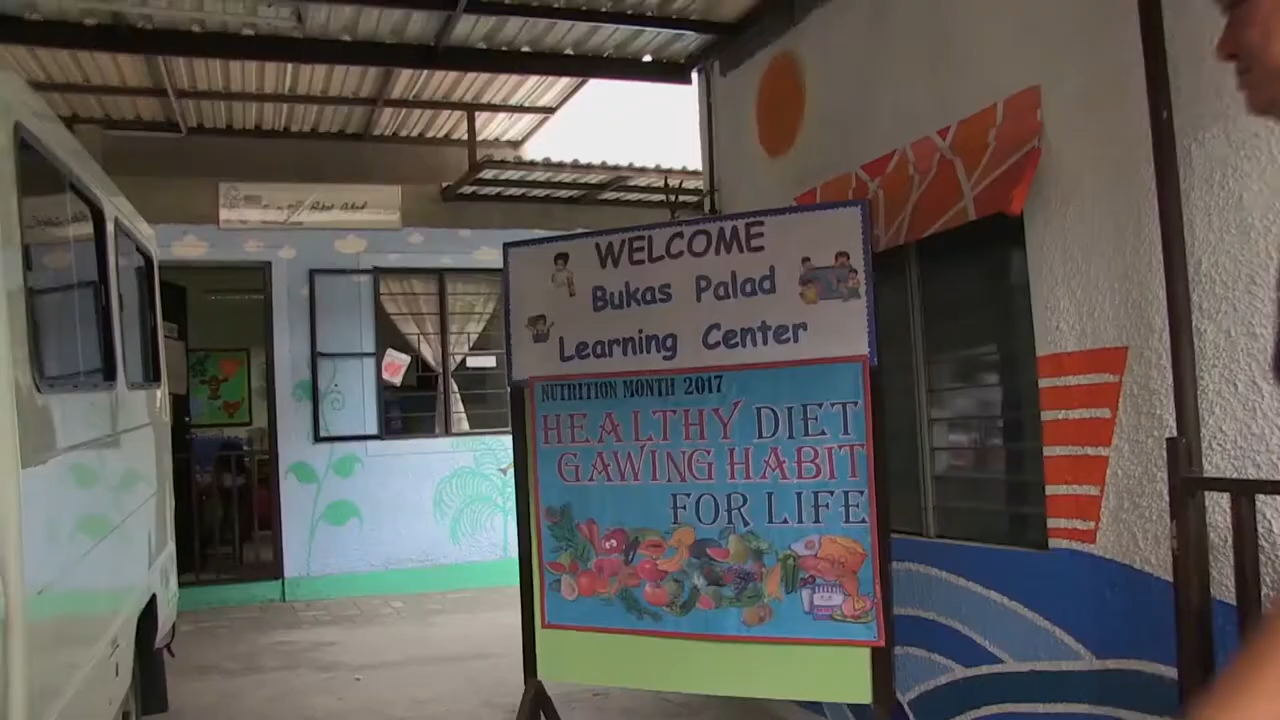 WELCOME
Bukas Palad
Learning Center
NUTRITION MONTH 2017
HEALTHY DIET
GAWING HABIT
FOR LIFE